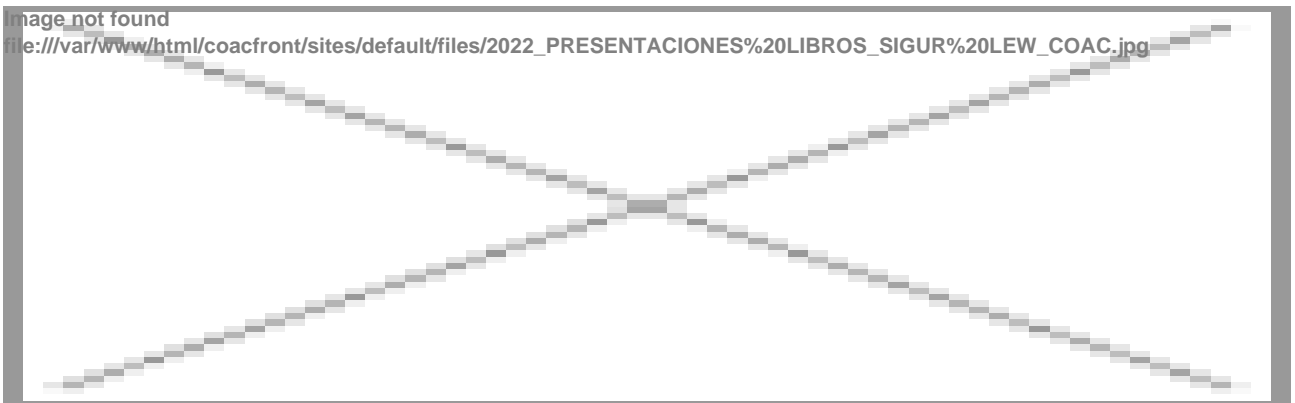 Image not found
file:///var/www/html/coacfront/sites/default/files/2022_PRESENTACIONES%20LIBROS_SIGUR%20LEW_COAC.jpg